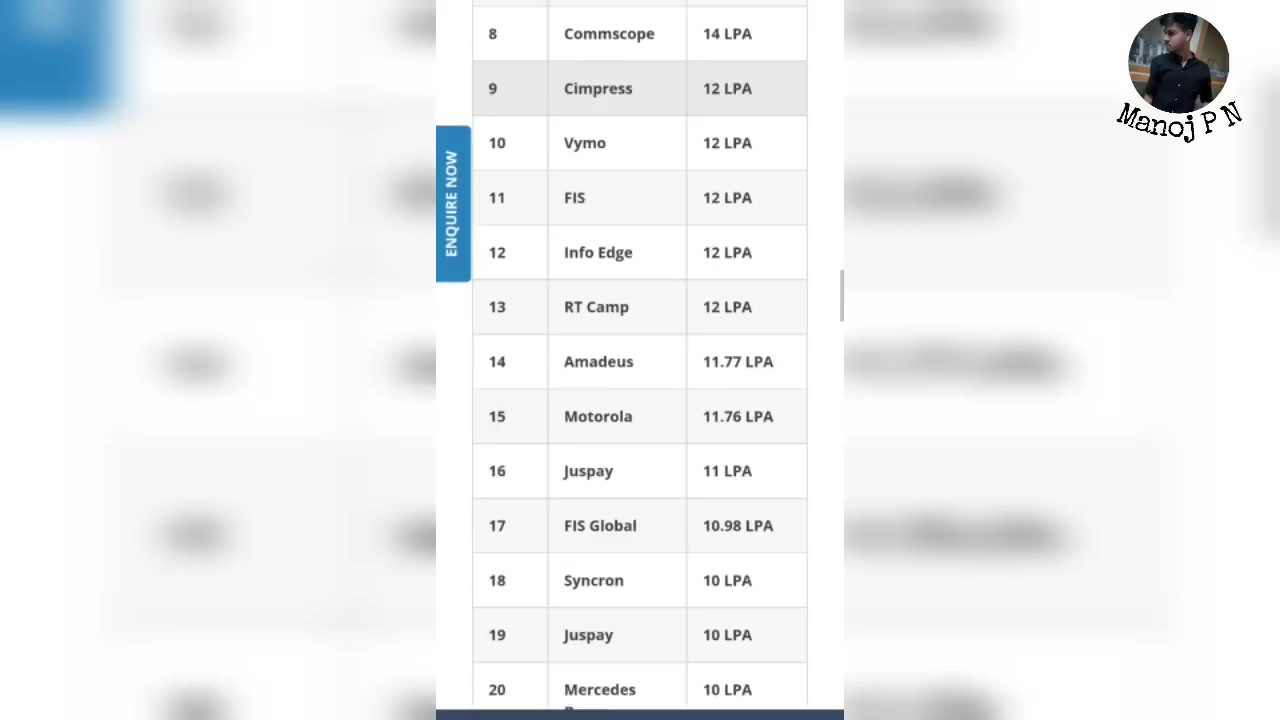 8 Commscope 14 LPA
9 Cimpress 12 LPA
10 Vymo 12 LPA
11 FIS 12 LPA
12 Info Edge 12 LPA
13 RT Camp 12 LPA
14 Amadeus 11.77 LPA
15 Motorola 11.76 LPA
16 Juspay 11 LPA
17 FIS Global 10.98 LPA
18 Syncron 10 LPA
19 Juspay 10 LPA
20 Mercedes 10 LPA
ENQUIRE NOW
Manoj P N